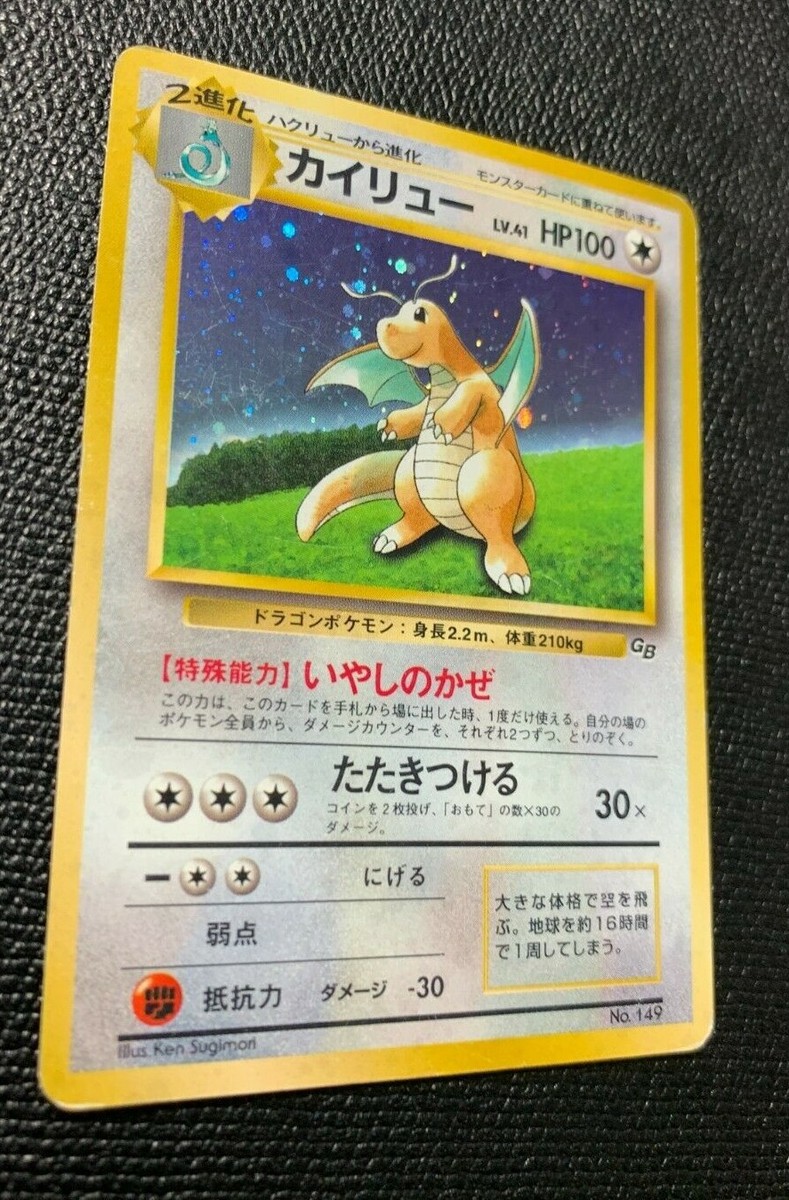 2進化
ハクリューから進化
モンスターカードに重ねて使います。
カイリュー
LV.41 HP100
ドラゴンポケモン：身長2.2m、体重210kg
GB
【特殊能力】いやしのかぜ
この力は、このカードを手札から場に出した時、1度だけ使える。自分の場の
ポケモン全員から、ダメージカウンターを、それぞれ2つずつ、とりのぞく。
たたきつける
30×
コインを2枚投げ、「おもて」の数×30の
ダメージ。
ー にげる
弱点
抵抗力 ダメージ -30
大きな体格で空を飛
ぶ。地球を約16時間
で1周してしまう。
No. 149
Illus. Ken Sugimori